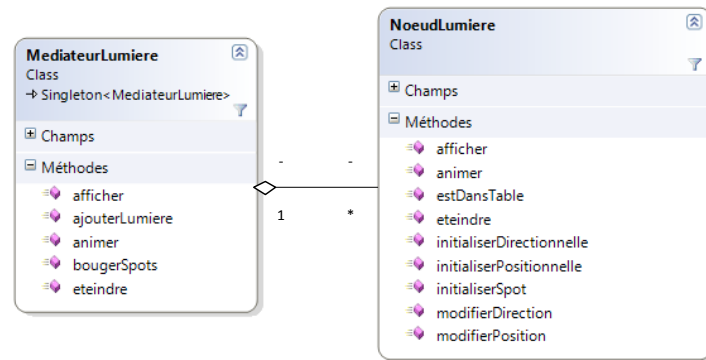 MediateurLumiere
Class
Singleton<MediateurLumiere>
Champs
Méthodes
afficher
ajouterLumiere
animer
bougerSpots
eteindre
- -
1 *
NoeudLumiere
Class
Champs
Méthodes
afficher
animer
estDansTable
eteindre
initialiserDirectionnelle
initialiserPositionnelle
initialiserSpot
modifierDirection
modifierPosition